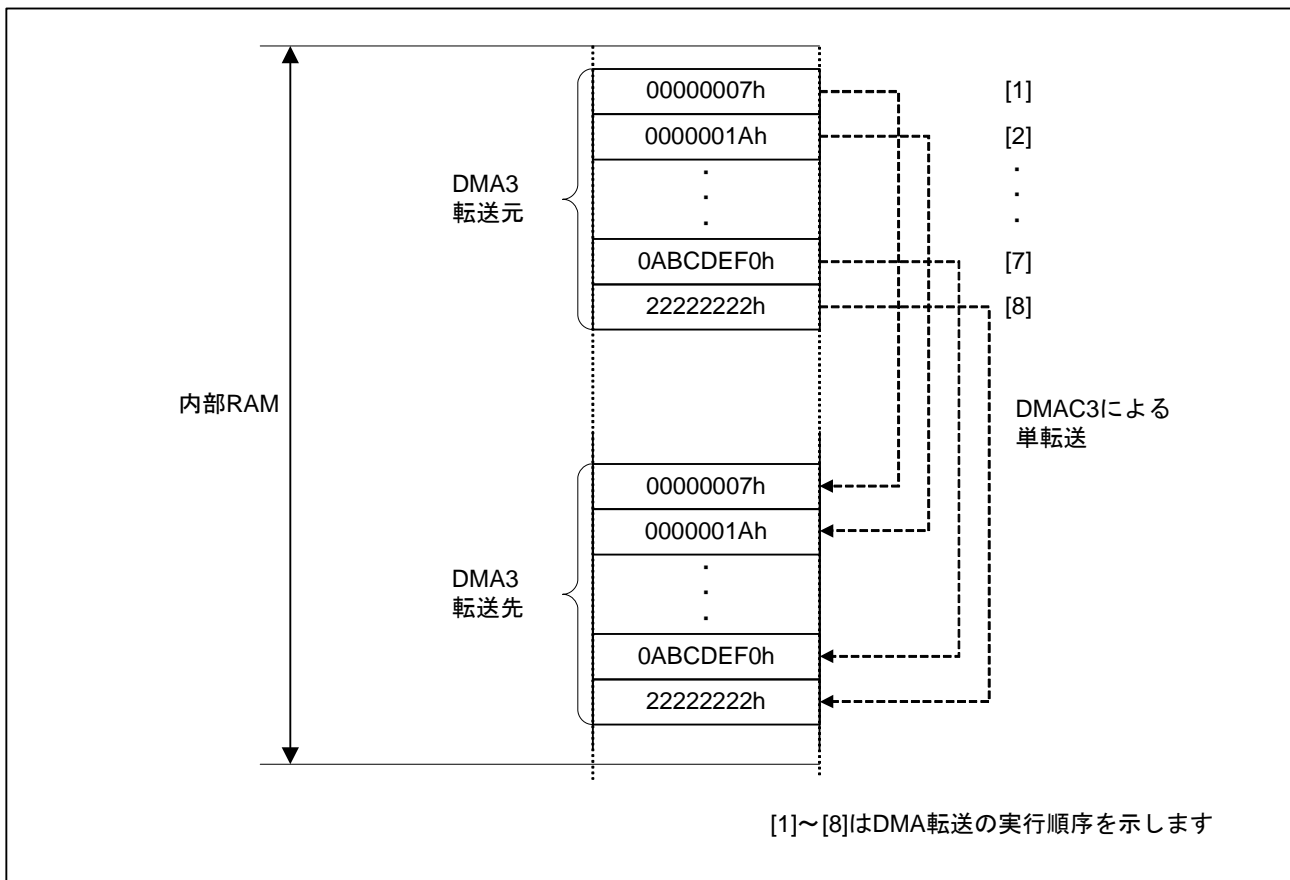 00000007h [1]
0000001Ah [2]
・
・
・
・
・
・
DMA3
転送元
0ABCDEF0h [7]
22222222h [8]
内部RAM
DMAC3による
単転送
00000007h
0000001Ah
・
・
・
DMA3
転送先
0ABCDEF0h
22222222h
[1]～[8]はDMA転送の実行順序を示します